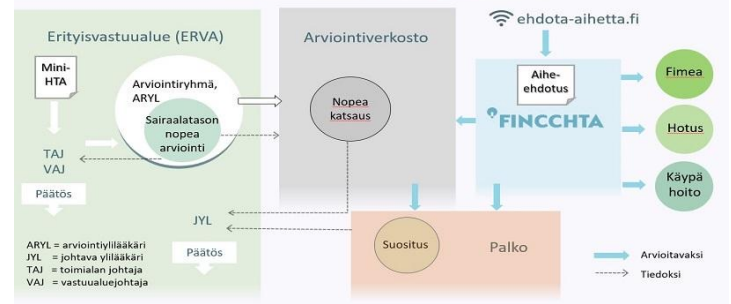 Erityisvastuualue (ERVA)
Mini-
HTA
Arviointiryhmä,
ARYL
Sairaalatason
nopea
arviointi
TAJ
VAJ
Päätös
JYL
Päätös
ARYL = arviointiylilääkäri
JYL = johtava ylilääkäri
TAJ = toimialan johtaja
VAJ = vastuualuejohtaja
Arviointiverkosto
Nopea
katsaus
ehdota-aihetta.fi
Aihe-
ehdotus
FINCCHTA
Fimea
Hotus
Käypä
hoito
Suositus
Palko
Arvioitavaksi
Tiedoksi